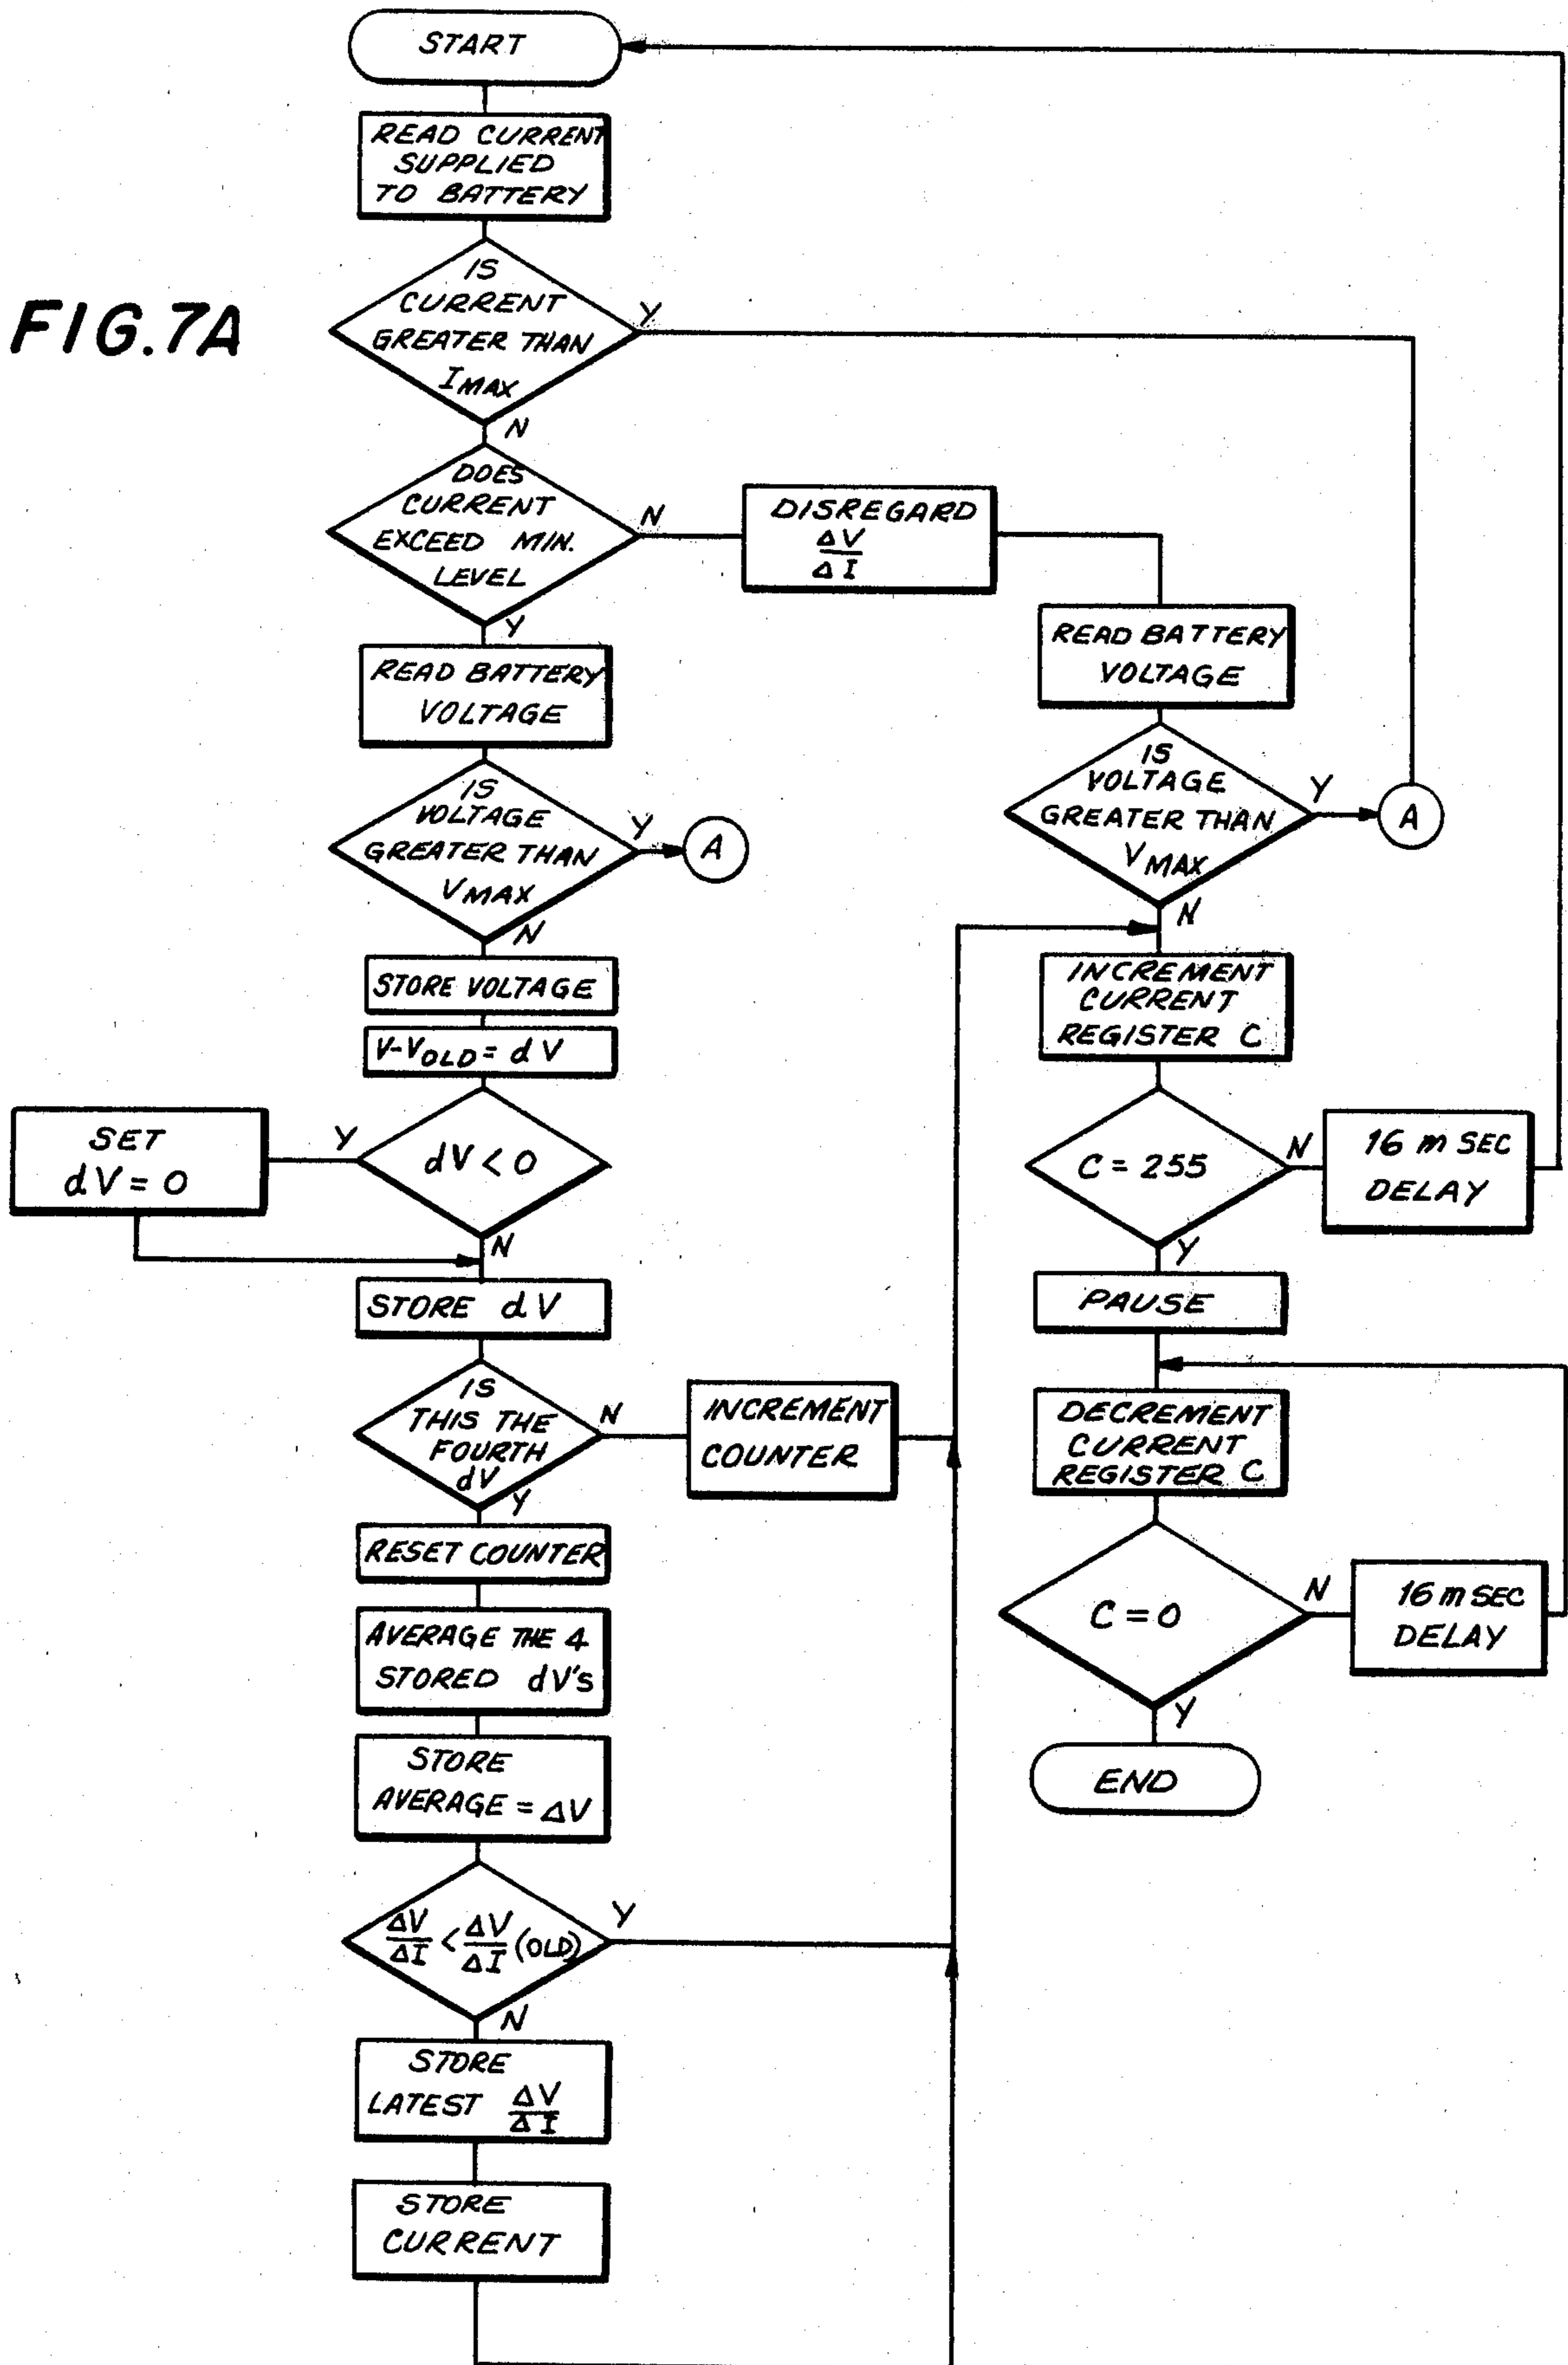 START
READ CURRENT
SUPPLIED
TO BATTERY
FIG.7A
IS
CURRENT
GREATER THAN
I MAX
Y
N
DOES
CURRENT
EXCEED MIN.
LEVEL
N
Y
DISREGARD
ΔV
ΔI
READ BATTERY
VOLTAGE
IS
VOLTAGE
GREATER THAN
V MAX
Y
A
N
STORE VOLTAGE
V-VOLD = dV
dV < 0
Y
SET
dV = 0
N
STORE dV
IS
THIS THE
FOURTH
dV
N
INCREMENT
COUNTER
Y
RESET COUNTER
AVERAGE THE 4
STORED dV'S
STORE
AVERAGE = ΔV
ΔV/ΔI < ΔV/ΔI (OLD)
Y
N
STORE
LATEST ΔV/ΔI
STORE
CURRENT
READ BATTERY
VOLTAGE
IS
VOLTAGE
GREATER THAN
V MAX
Y
A
N
INCREMENT
CURRENT
REGISTER C
C = 255
N
16 m SEC
DELAY
Y
PAUSE
DECREMENT
CURRENT
REGISTER C
C = 0
N
16 m SEC
DELAY
Y
END